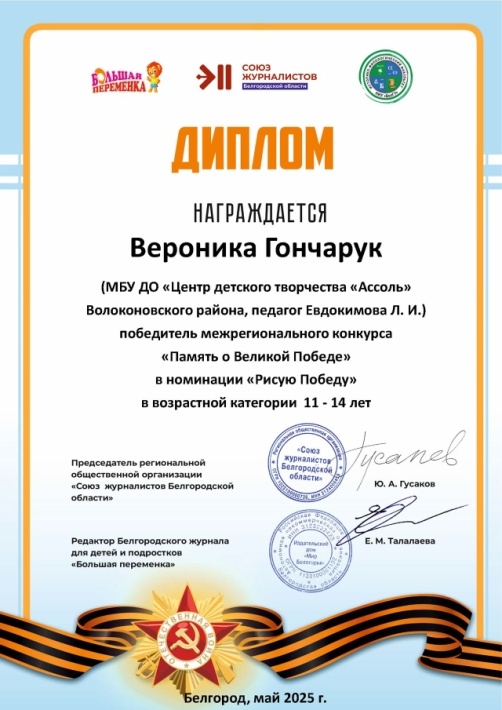 БОЛЬШАЯ
ПЕРЕМЕНКА
СОЮЗ
ЖУРНАЛИСТОВ
Белгородской области
ДИПЛОМ
НАГРАЖДАЕТСЯ
Вероника Гончарук
(МБУ ДО «Центр детского творчества «Ассоль»
Волоконовского района, педагог Евдокимова Л. И.)
победитель межрегионального конкурса
«Память о Великой Победе»
в номинации «Рисую Победу»
в возрастной категории 11 - 14 лет
Председатель региональной
общественной организации
«Союз журналистов Белгородской
области»
«Союз
журналистов
Белгородской
области»
Ю. А. Гусаков
Редактор Белгородского журнала
для детей и подростков
«Большая переменка»
Издательский
дом
«Мир
Белогорья»
Е. М. Талалаева
ОТЕЧЕСТВЕННАЯ ВОЙНА
Белгород, май 2025 г.